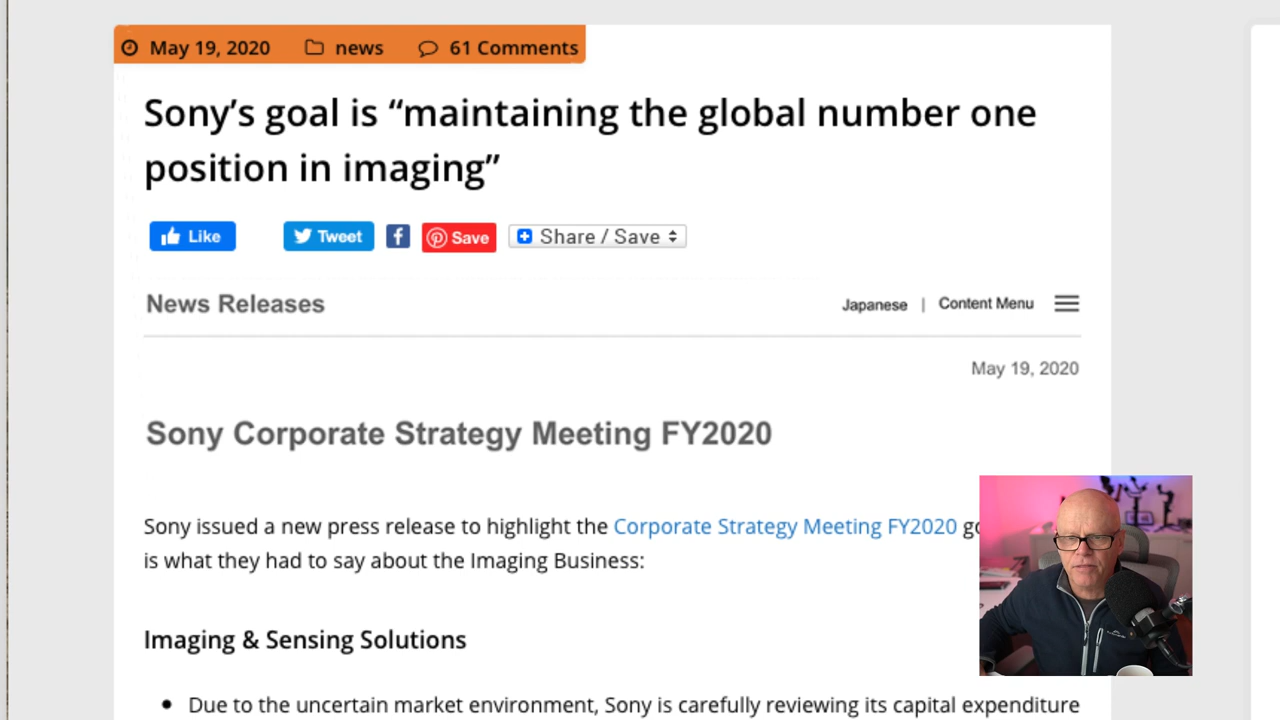 May 19, 2020 news 61 Comments
Sony’s goal is “maintaining the global number one
position in imaging”
Like Tweet Save Share / Save
News Releases Japanese | Content Menu
May 19, 2020
Sony Corporate Strategy Meeting FY2020
Sony issued a new press release to highlight the Corporate Strategy Meeting FY2020
is what they had to say about the Imaging Business:
Imaging & Sensing Solutions
• Due to the uncertain market environment, Sony is carefully reviewing its capital expenditure